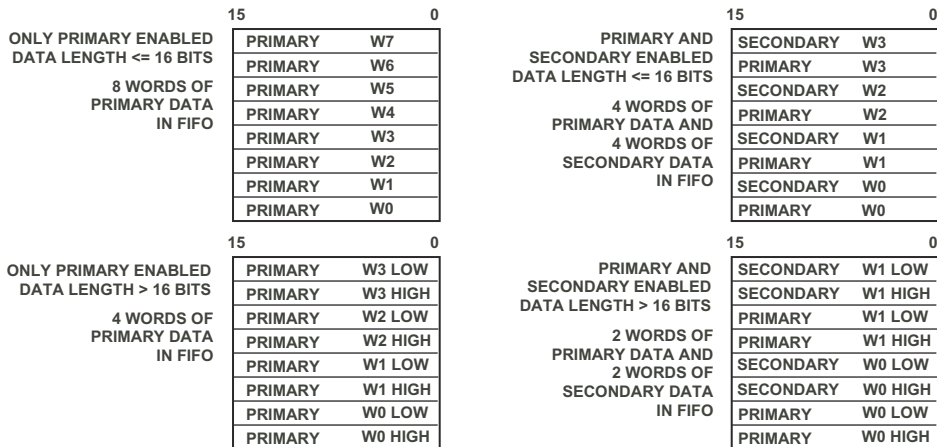 15 0
ONLY PRIMARY ENABLED
DATA LENGTH <= 16 BITS
8 WORDS OF
PRIMARY DATA
IN FIFO
PRIMARY W7
PRIMARY W6
PRIMARY W5
PRIMARY W4
PRIMARY W3
PRIMARY W2
PRIMARY W1
PRIMARY W0
15 0
PRIMARY AND
SECONDARY ENABLED
DATA LENGTH <= 16 BITS
4 WORDS OF
PRIMARY DATA AND
4 WORDS OF
SECONDARY DATA
IN FIFO
SECONDARY W3
PRIMARY W3
SECONDARY W2
PRIMARY W2
SECONDARY W1
PRIMARY W1
SECONDARY W0
PRIMARY W0
15 0
ONLY PRIMARY ENABLED
DATA LENGTH > 16 BITS
4 WORDS OF
PRIMARY DATA
IN FIFO
PRIMARY W3 LOW
PRIMARY W3 HIGH
PRIMARY W2 LOW
PRIMARY W2 HIGH
PRIMARY W1 LOW
PRIMARY W1 HIGH
PRIMARY W0 LOW
PRIMARY W0 HIGH
15 0
PRIMARY AND
SECONDARY ENABLED
DATA LENGTH > 16 BITS
2 WORDS OF
PRIMARY DATA AND
2 WORDS OF
SECONDARY DATA
IN FIFO
SECONDARY W1 LOW
SECONDARY W1 HIGH
PRIMARY W1 LOW
PRIMARY W1 HIGH
SECONDARY W0 LOW
SECONDARY W0 HIGH
PRIMARY W0 LOW
PRIMARY W0 HIGH